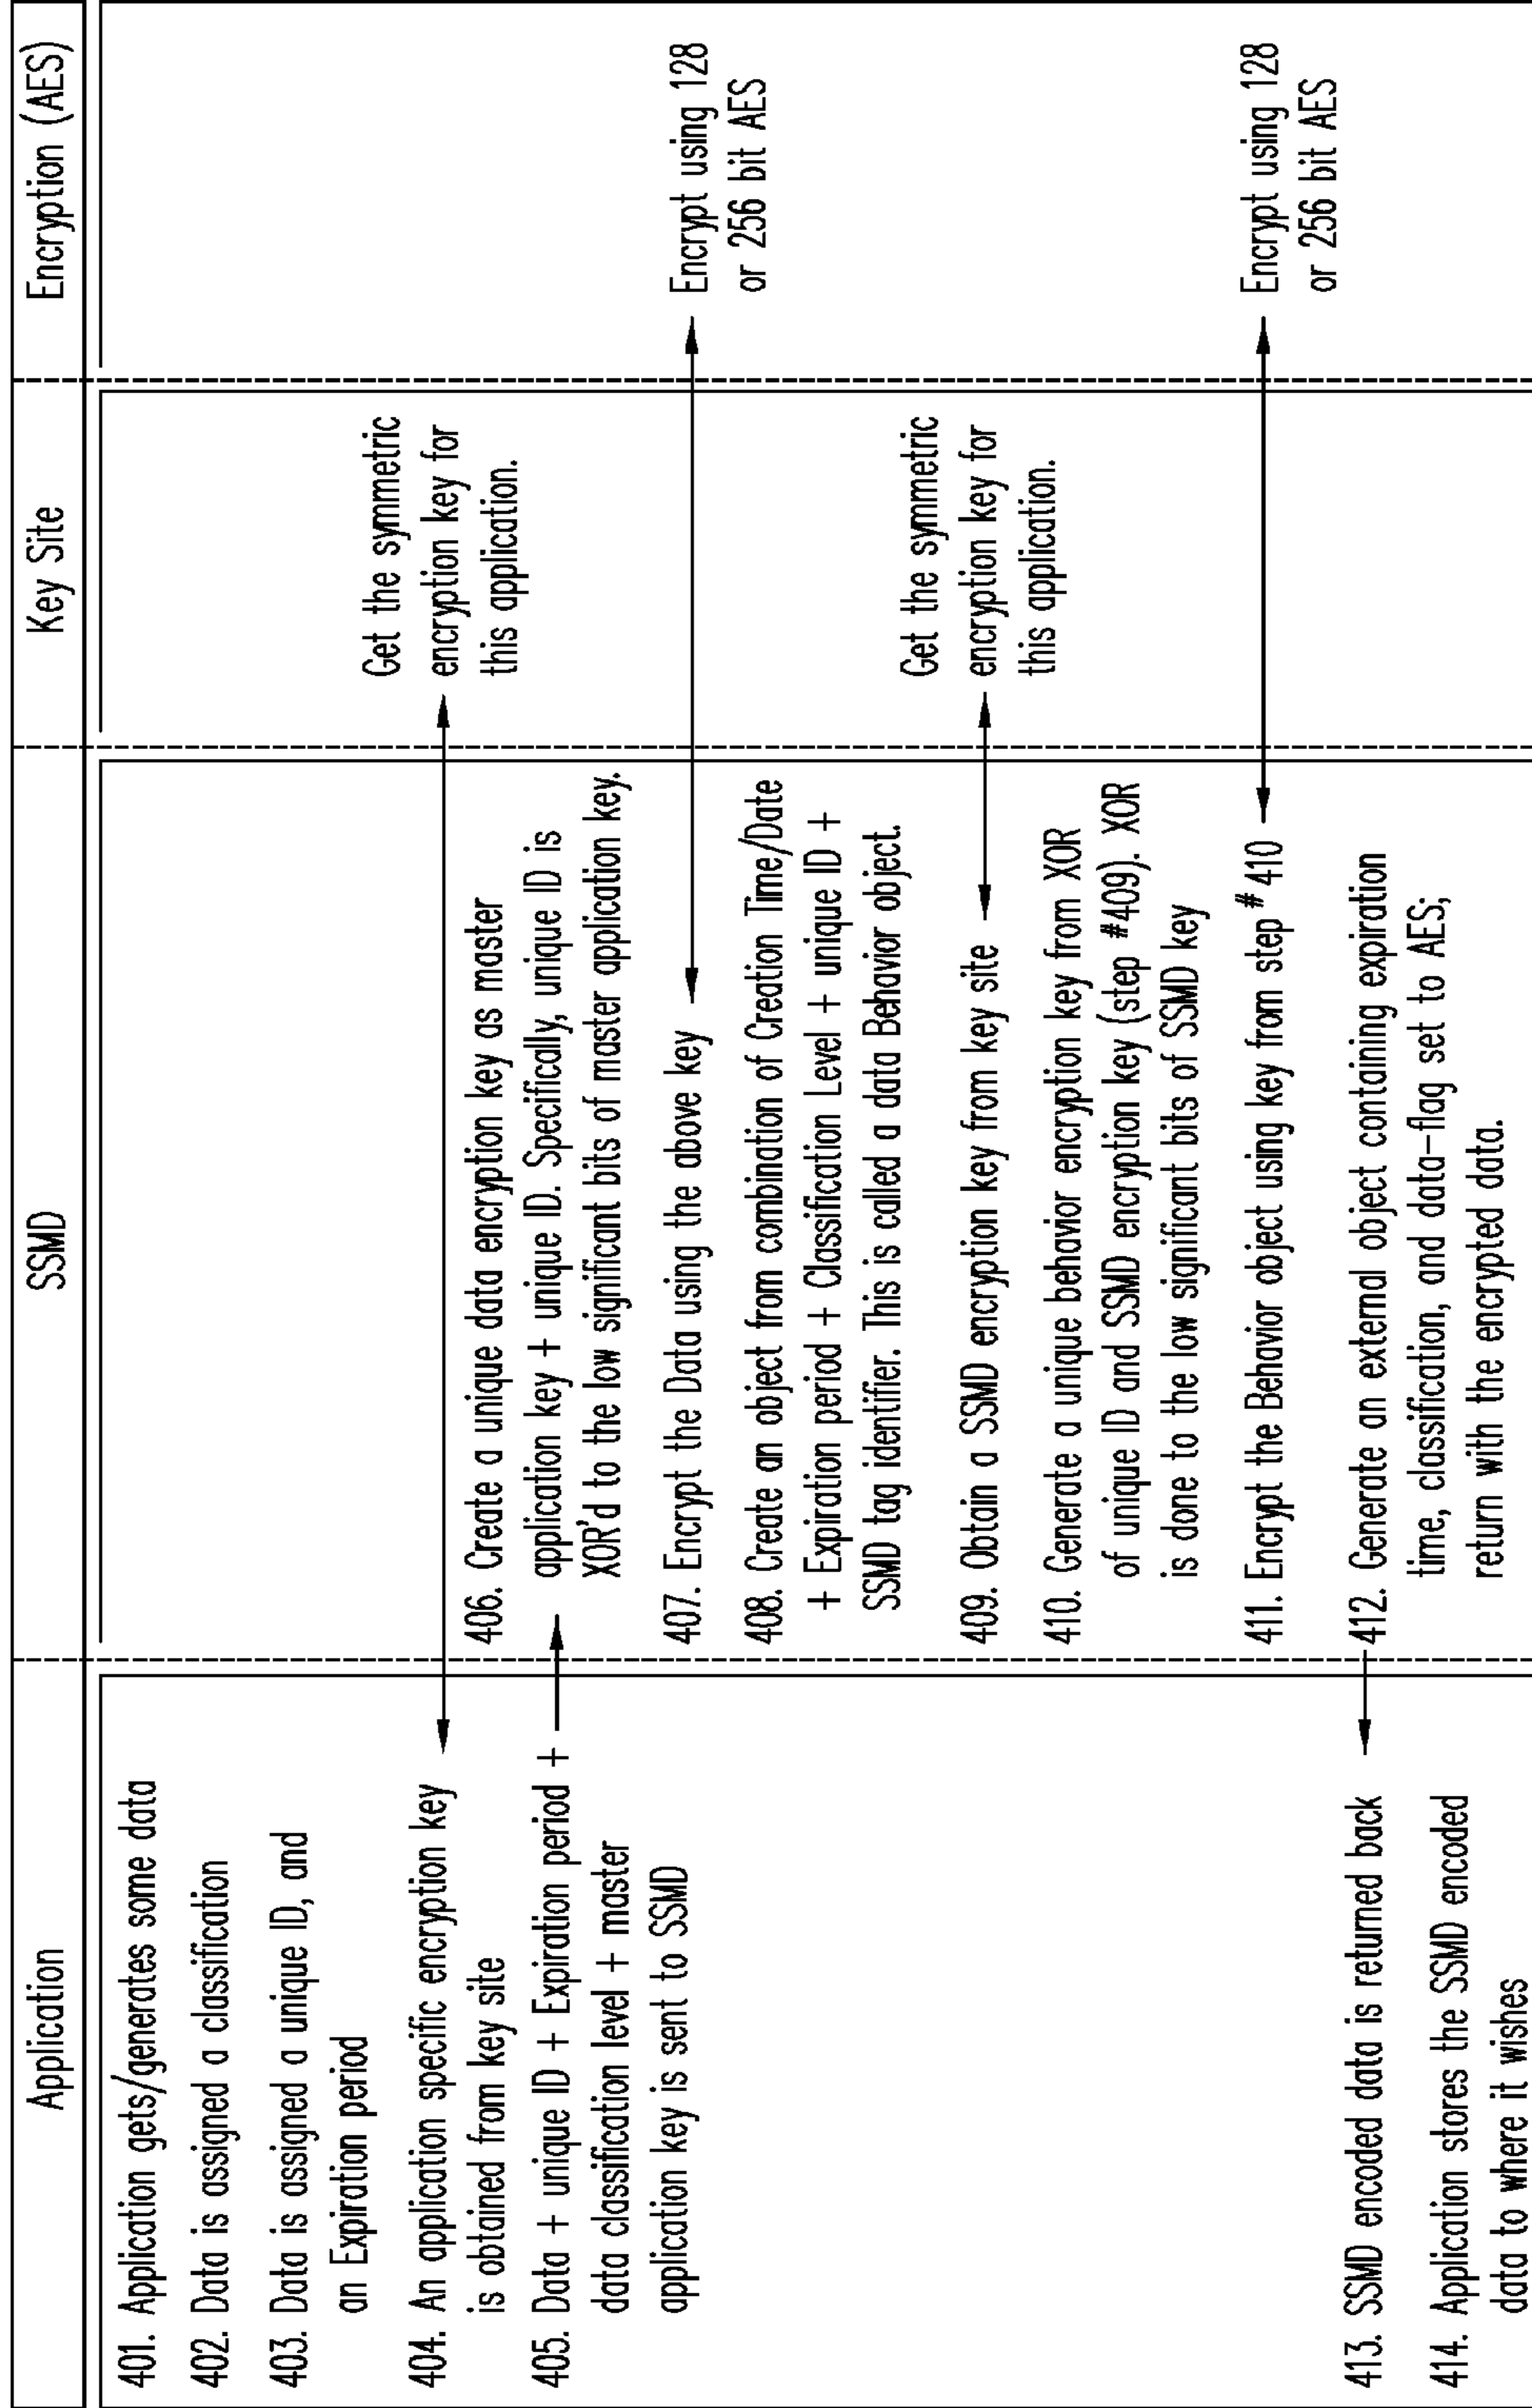 Application
SSMD
Key Site
Encryption (AES)
401. Application gets/generates some data
402. Data is assigned a classification
403. Data is assigned a unique ID, and
an Expiration period
404. An application specific encryption key
is obtained from key site
405. Data + unique ID + Expiration period +
data classification level + master
application key is sent to SSMD
413. SSMD encoded data is returned back
414. Application stores the SSMD encoded
data to where it wishes
406. Create a unique data encryption key as master
application key + unique ID. Specifically, unique ID is
XOR'd to the low significant bits of master application key.
407. Encrypt the Data using the above key
408. Create an object from combination of Creation Time/Date
+ Expiration period + Classification Level + unique ID +
SSMD tag identifier. This is called a data Behavior object.
409. Obtain a SSMD encryption key from key site
410. Generate a unique behavior encryption key from XOR
of unique ID and SSMD encryption key (step #409). XOR
is done to the low significant bits of SSMD key
411. Encrypt the Behavior object using key from step #410
412. Generate an external object containing expiration
time, classification, and data-flag set to AES;
return with the encrypted data.
Get the symmetric
encryption key for
this application.
Get the symmetric
encryption key for
this application.
Encrypt using 128
or 256 bit AES
Encrypt using 128
or 256 bit AES